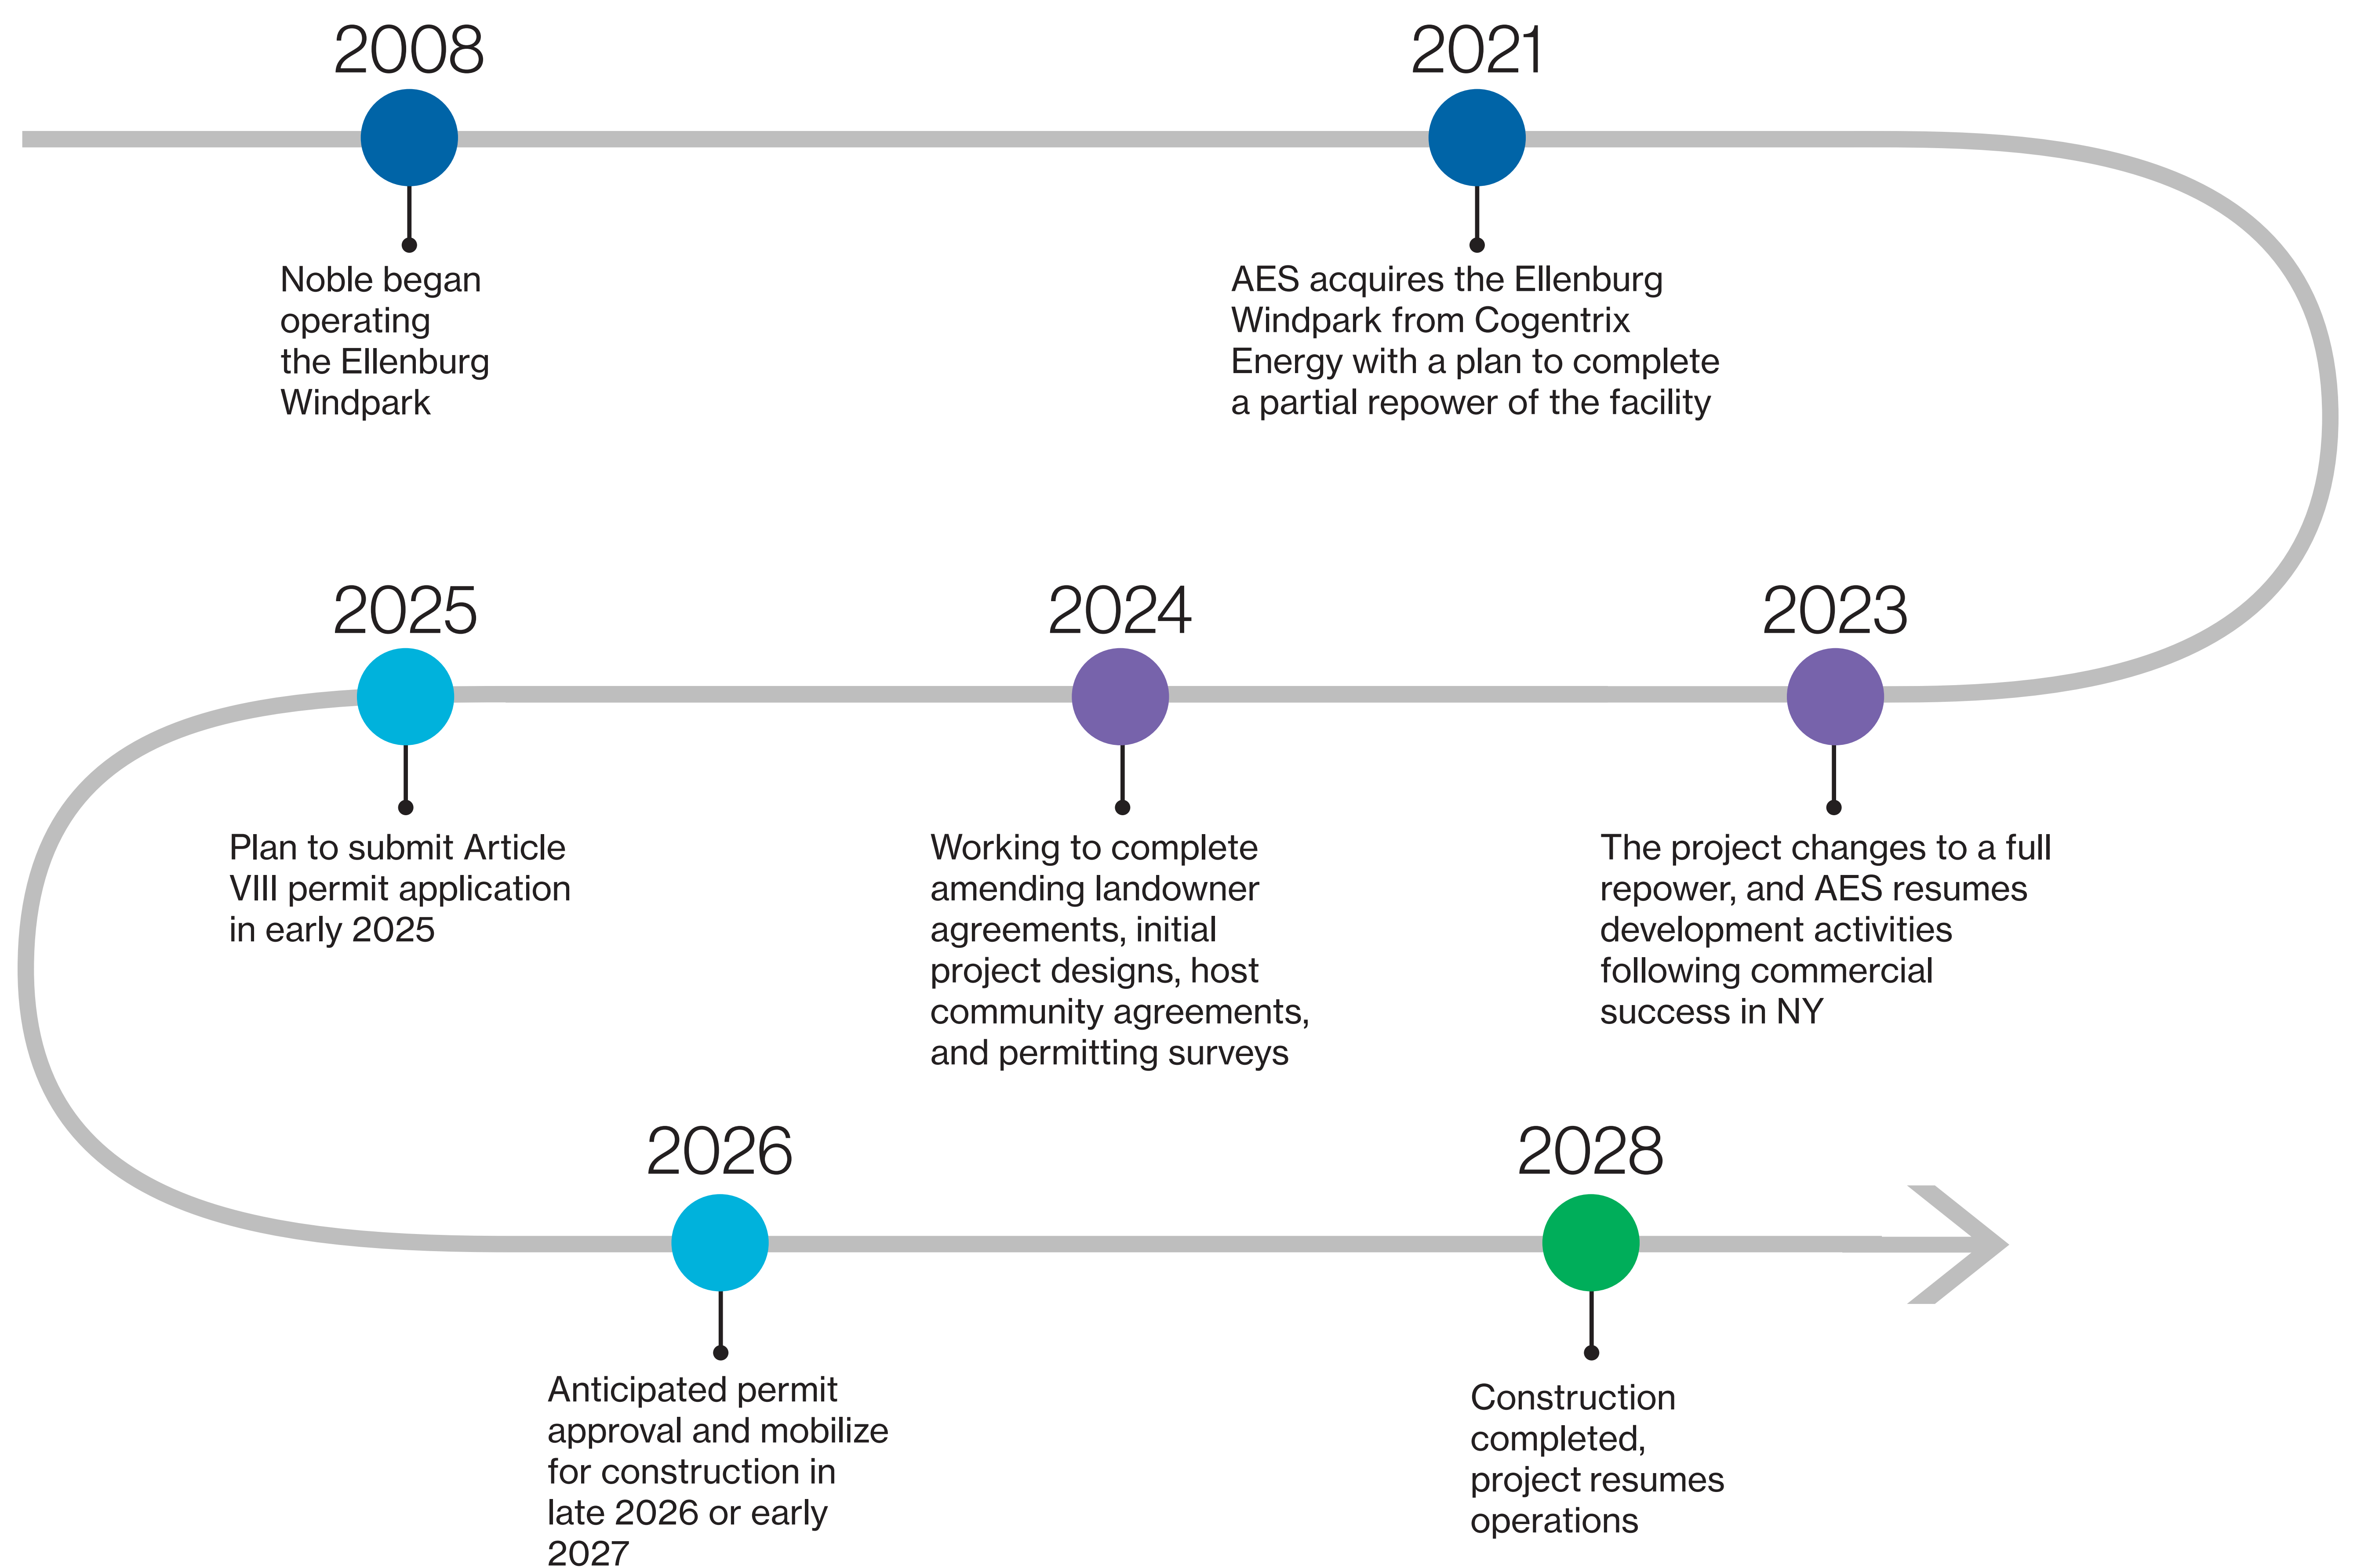 2008
Noble began
operating
the Ellenburg
Windpark
2021
AES acquires the Ellenburg
Windpark from Cogentrix
Energy with a plan to complete
a partial repower of the facility
2023
The project changes to a full
repower, and AES resumes
development activities
following commercial
success in NY
2024
Working to complete
amending landowner
agreements, initial
project designs, host
community agreements,
and permitting surveys
2025
Plan to submit Article
VIII permit application
in early 2025
2026
Anticipated permit
approval and mobilize
for construction in
late 2026 or early
2027
2028
Construction
completed,
project resumes
operations